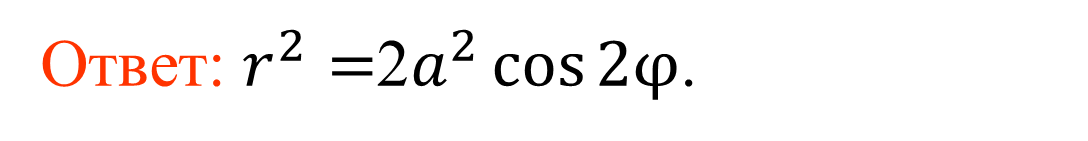 Ответ: r² =2a² cos 2φ.